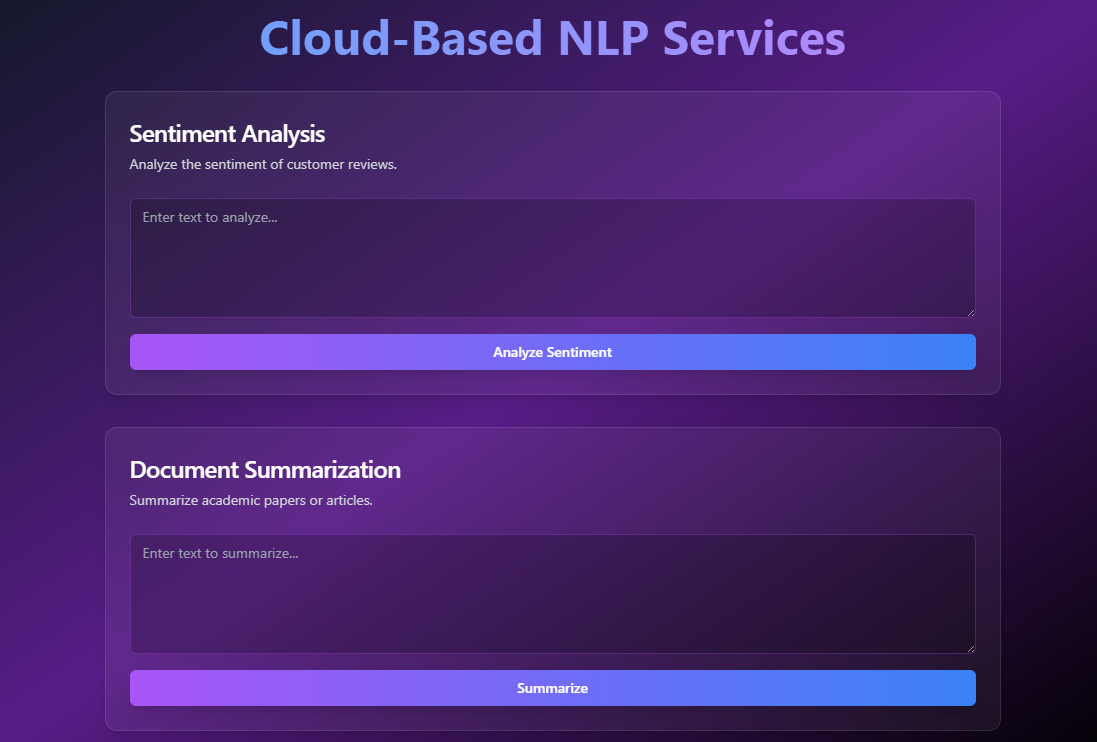 Cloud-Based NLP Services
Sentiment Analysis
Analyze the sentiment of customer reviews.
Enter text to analyze...
Analyze Sentiment
Document Summarization
Summarize academic papers or articles.
Enter text to summarize...
Summarize